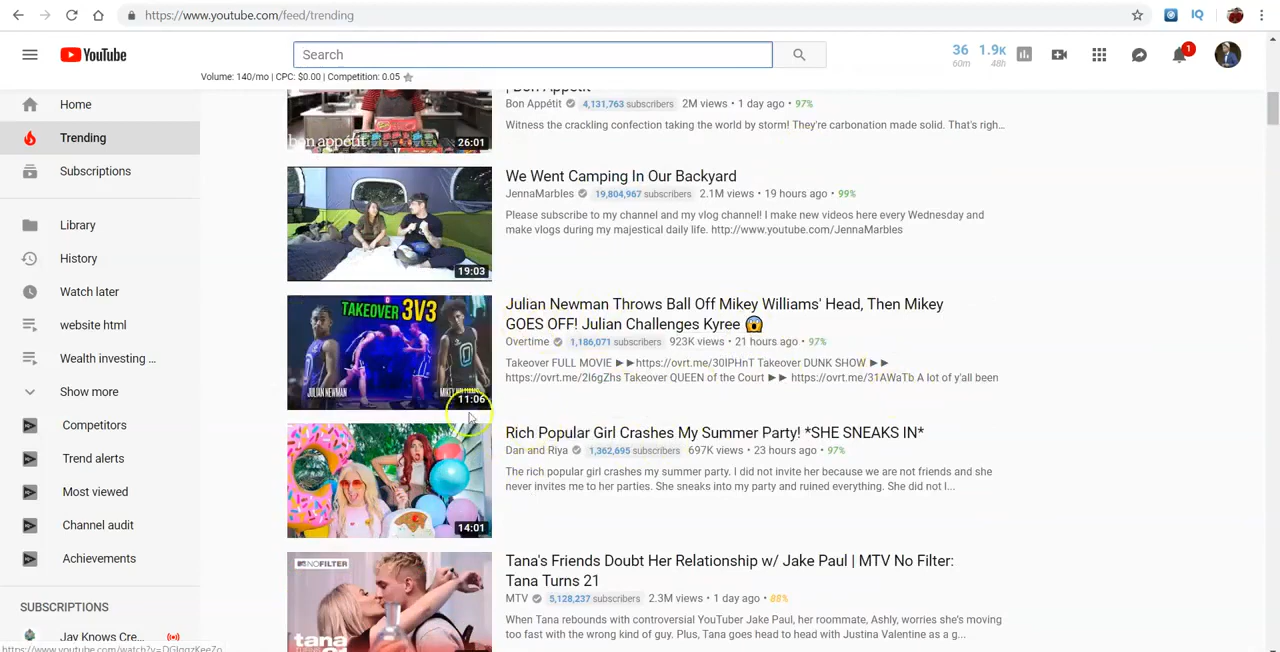 https://www.youtube.com/feed/trending
IQ
YouTube
Search
36 1.9K
60m 48h
1
Volume: 140/mo | CPC: $0.00 | Competition: 0.05
Home
Trending
Subscriptions
Library
History
Watch later
website html
Wealth investing ...
Show more
Competitors
Trend alerts
Most viewed
Channel audit
Achievements
SUBSCRIPTIONS
Jay Knows Cre...
bon appétit
26:01
| Bon Appétit
Bon Appétit 4,131,763 subscribers 2M views • 1 day ago • 97%
Witness the crackling confection taking the world by storm! They're carbonation made solid. That's righ...
19:03
We Went Camping In Our Backyard
JennaMarbles 19,804,967 subscribers 2.1M views • 19 hours ago • 99%
Please subscribe to my channel and my vlog channel! I make new videos here every Wednesday and
make vlogs during my majestical daily life. http://www.youtube.com/JennaMarbles
TAKEOVER 3V3
JULIAN NEWMAN
11:06
Julian Newman Throws Ball Off Mikey Williams' Head, Then Mikey
GOES OFF! Julian Challenges Kyree 😱
Overtime 1,186,071 subscribers 923K views • 21 hours ago • 97%
Takeover FULL MOVIE ►►https://ovrt.me/30IPHnT Takeover DUNK SHOW ►►
https://ovrt.me/2I6gZhs Takeover QUEEN of the Court ►► https://ovrt.me/31AWaTb A lot of y'all been
14:01
Rich Popular Girl Crashes My Summer Party! *SHE SNEAKS IN*
Dan and Riya 1,362,695 subscribers 697K views • 23 hours ago • 97%
The rich popular girl crashes my summer party. I did not invite her because we are not friends and she
never invites me to her parties. She sneaks into my party and ruined everything. She did not I...
NOFILTER
tana
Tana's Friends Doubt Her Relationship w/ Jake Paul | MTV No Filter:
Tana Turns 21
MTV 5,128,237 subscribers 2.3M views • 1 day ago • 88%
When Tana rebounds with controversial YouTuber Jake Paul, her roommate, Ashly, worries she's moving
too fast with the wrong kind of guy. Plus, Tana goes head to head with Justina Valentine as a g...